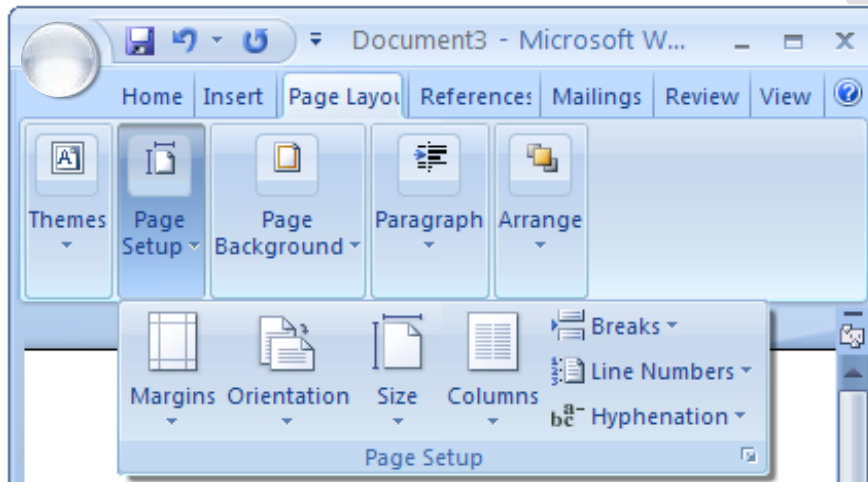 Document3 - Microsoft W...
Home Insert Page Layou References Mailings Review View
Themes
Page Setup
Page Background
Paragraph
Arrange
Margins Orientation Size Columns
Breaks
Line Numbers
Hyphenation
Page Setup